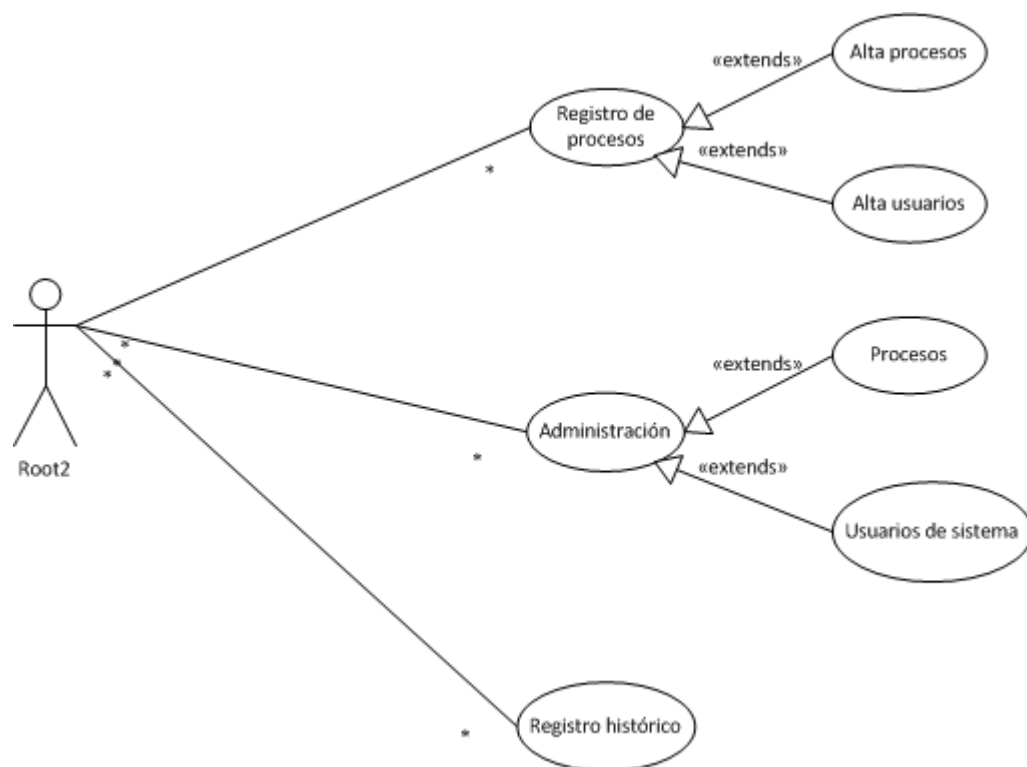 Alta procesos
«extends»
Registro de
procesos
«extends»
Alta usuarios
*
Root2
*
*
*
Procesos
«extends»
Administración
*
«extends»
Usuarios de sistema
Registro histórico
*